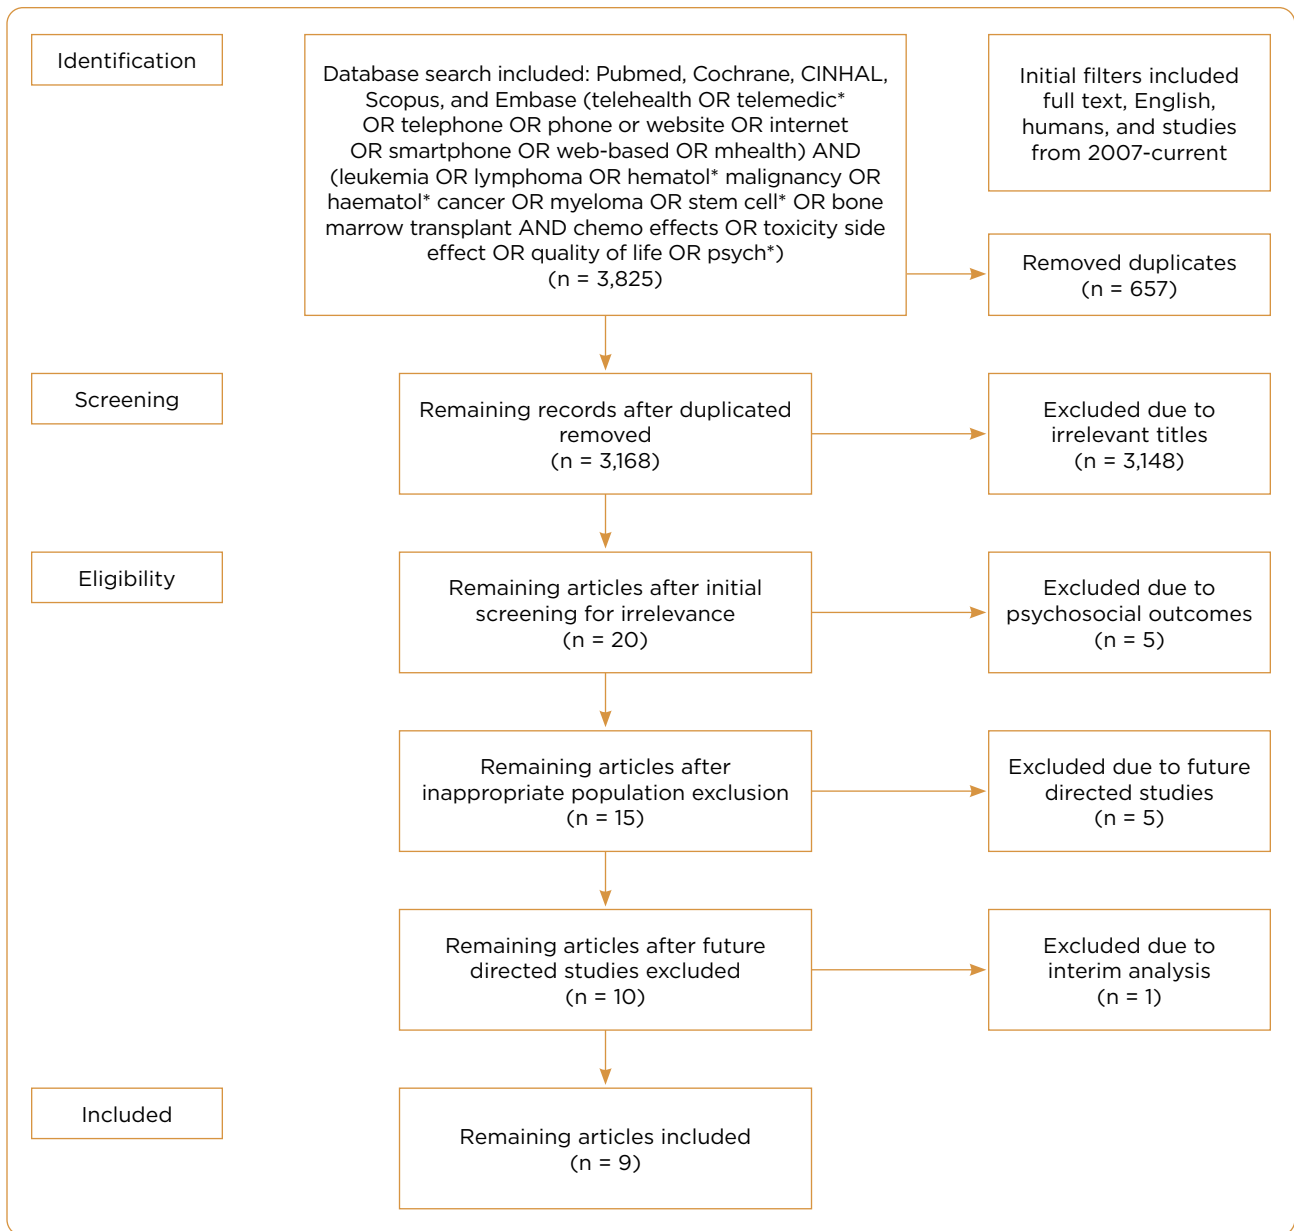 Identification
Database search included: Pubmed, Cochrane, CINHAL,
Scopus, and Embase (telehealth OR telemedic*
OR telephone OR phone or website OR internet
OR smartphone OR web-based OR mhealth) AND
(leukemia OR lymphoma OR hematol* malignancy OR
haematol* cancer OR myeloma OR stem cell* OR bone
marrow transplant AND chemo effects OR toxicity side
effect OR quality of life OR psych*)
(n = 3,825)
Initial filters included
full text, English,
humans, and studies
from 2007-current
Removed duplicates
(n = 657)
Screening
Remaining records after duplicated
removed
(n = 3,168)
Excluded due to
irrelevant titles
(n = 3,148)
Eligibility
Remaining articles after initial
screening for irrelevance
(n = 20)
Excluded due to
psychosocial outcomes
(n = 5)
Remaining articles after
inappropriate population exclusion
(n = 15)
Excluded due to future
directed studies
(n = 5)
Remaining articles after future
directed studies excluded
(n = 10)
Excluded due to
interim analysis
(n = 1)
Included
Remaining articles included
(n = 9)